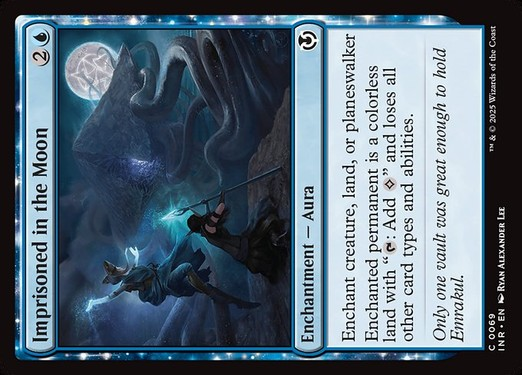 Imprisoned in the Moon
2
Enchantment – Aura
Enchant creature, land, or planeswalker
Enchanted permanent is a colorless
land with “: Add ” and loses all
other card types and abilities.
Only one vault was great enough to hold
Emrakul.
C 0069
INR • EN Ryan Alexander Lee
™ & © 2025 Wizards of the Coast